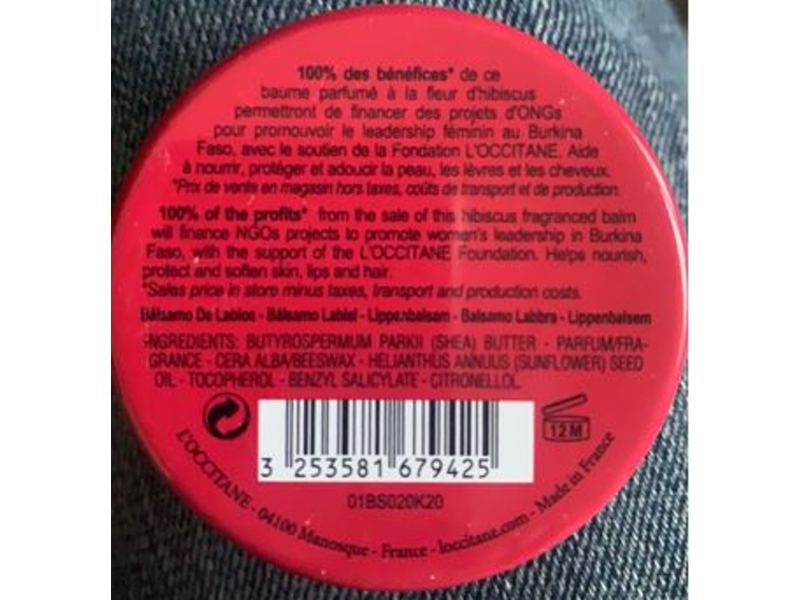 100% des bénéfices* de ce
baume parfumé à la fleur d'hibiscus
permettront de financer des projets d'ONGs
pour promouvoir le leadership féminin au Burkina
Faso, avec le soutien de la Fondation L'OCCITANE. Aide
à nourrir, protéger et adoucir la peau, les lèvres et les cheveux.
*Prix de vente en magasin hors taxes, coûts de transport et de production.
100% of the profits* from the sale of this hibiscus fragranced balm
will finance NGOs projects to promote women's leadership in Burkina
Faso, with the support of the L'OCCITANE Foundation. Helps nourish,
protect and soften skin, lips and hair.
*Sales price in store minus taxes, transport and production costs.
Bálsamo De Labios - Bálsamo Labial - Lippenbalsam - Balsamo Labbra - Lippenbalsem
INGREDIENTS: BUTYROSPERMUM PARKII (SHEA) BUTTER - PARFUM/FRA-
GRANCE - CERA ALBA/BEESWAX - HELIANTHUS ANNUUS (SUNFLOWER) SEED
OIL - TOCOPHEROL - BENZYL SALICYLATE - CITRONELLOL
12M
3 253581 679425
01BS020K20
L'OCCITANE - 04100 Manosque - France - loccitane.com - Made in France